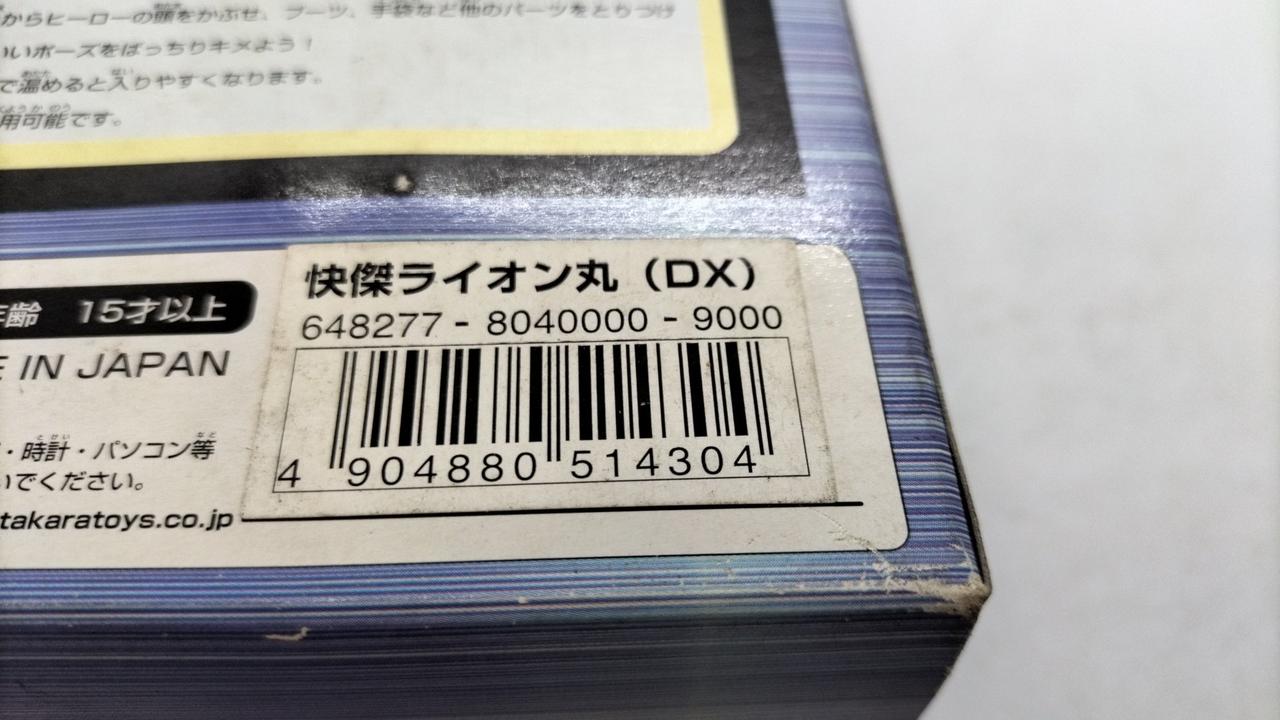 からヒーローの頭をかぶせ、ブーツ、手袋など他のパーツをとりつけ
いいポーズをばっちりキメよう！
で温めると入りやすくなります。
用可能です。
快傑ライオン丸（DX）
648277 - 8040000 - 9000
齢 15才以上
IN JAPAN
・時計・パソコン等
いでください。
takaratoys.co.jp
4 904880 514304